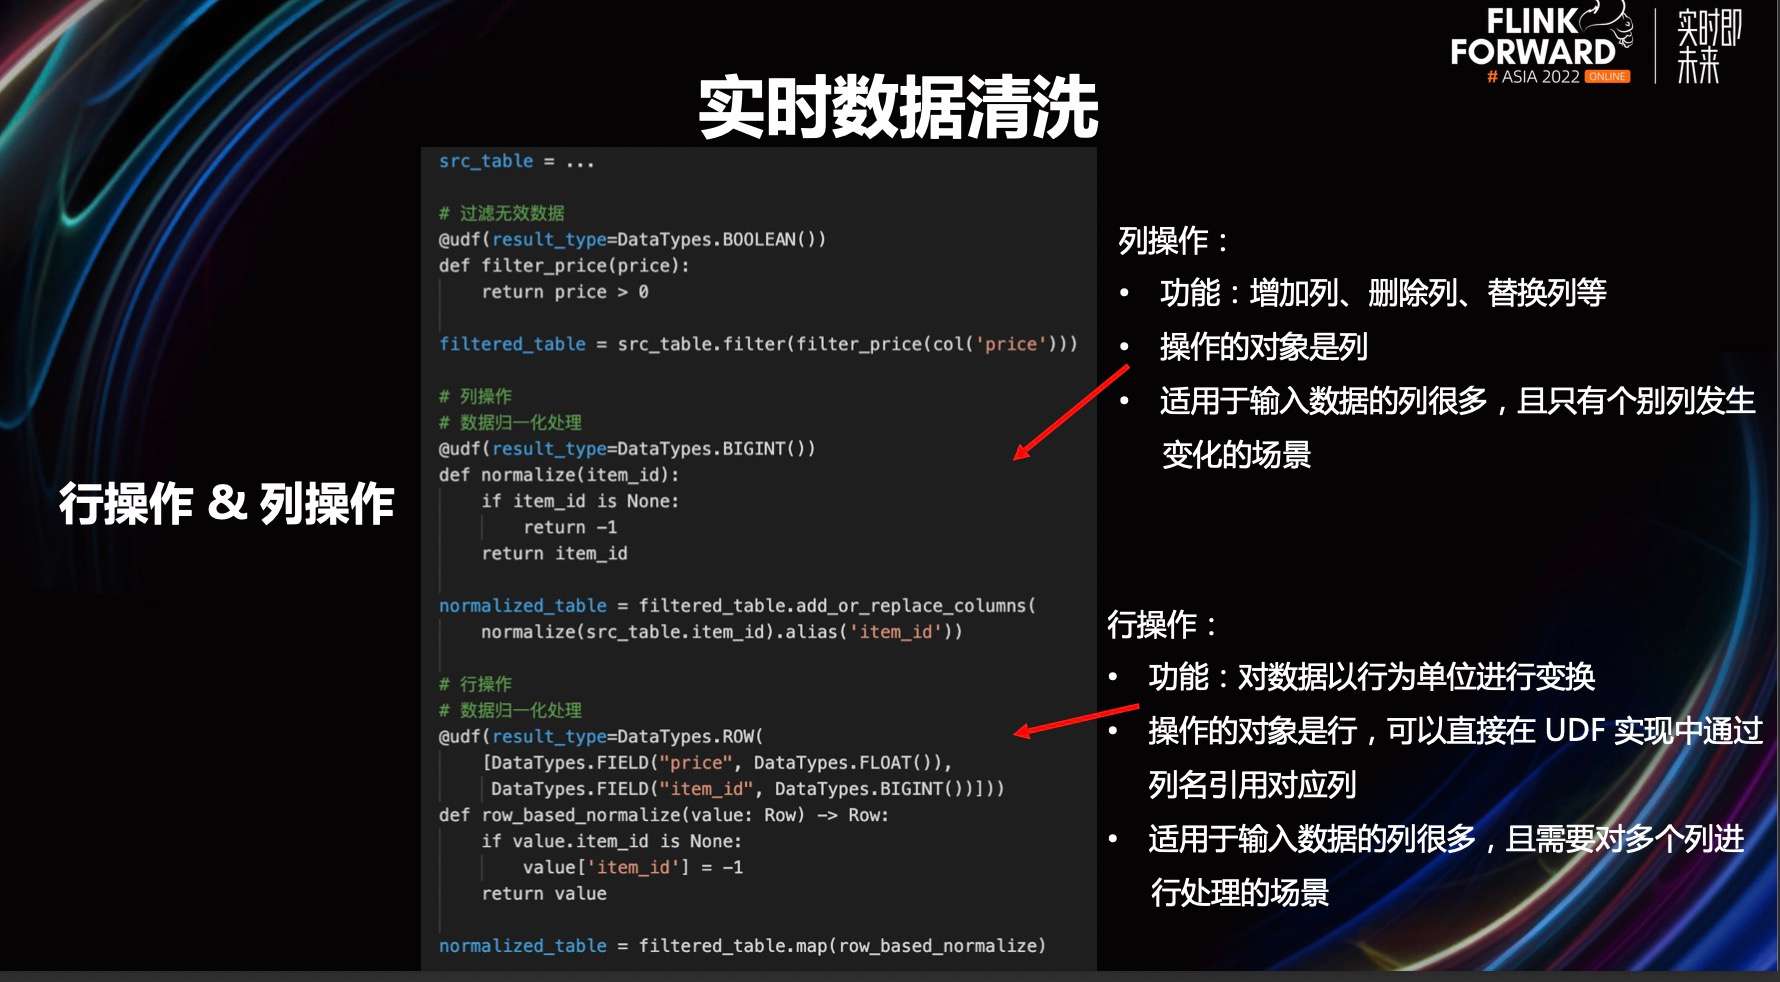 FLINK
FORWARD
# ASIA 2022 ONLINE
实时即
未来
实时数据清洗
行操作 & 列操作
src_table = ...
# 过滤无效数据
@udf(result_type=DataTypes.BOOLEAN())
def filter_price(price):
    return price > 0
filtered_table = src_table.filter(filter_price(col('price')))
# 列操作
# 数据归一化处理
@udf(result_type=DataTypes.BIGINT())
def normalize(item_id):
    if item_id is None:
        return -1
    return item_id
normalized_table = filtered_table.add_or_replace_columns(
    normalize(src_table.item_id).alias('item_id'))
# 行操作
# 数据归一化处理
@udf(result_type=DataTypes.ROW(
    [DataTypes.FIELD("price", DataTypes.FLOAT()),
     DataTypes.FIELD("item_id", DataTypes.BIGINT())]))
def row_based_normalize(value: Row) -> Row:
    if value.item_id is None:
        value['item_id'] = -1
    return value
normalized_table = filtered_table.map(row_based_normalize)
列操作：
• 功能：增加列、删除列、替换列等
• 操作的对象是列
• 适用于输入数据的列很多，且只有个别列发生
变化的场景
行操作：
• 功能：对数据以行为单位进行变换
• 操作的对象是行，可以直接在 UDF 实现中通过
列名引用对应列
• 适用于输入数据的列很多，且需要对多个列进
行处理的场景